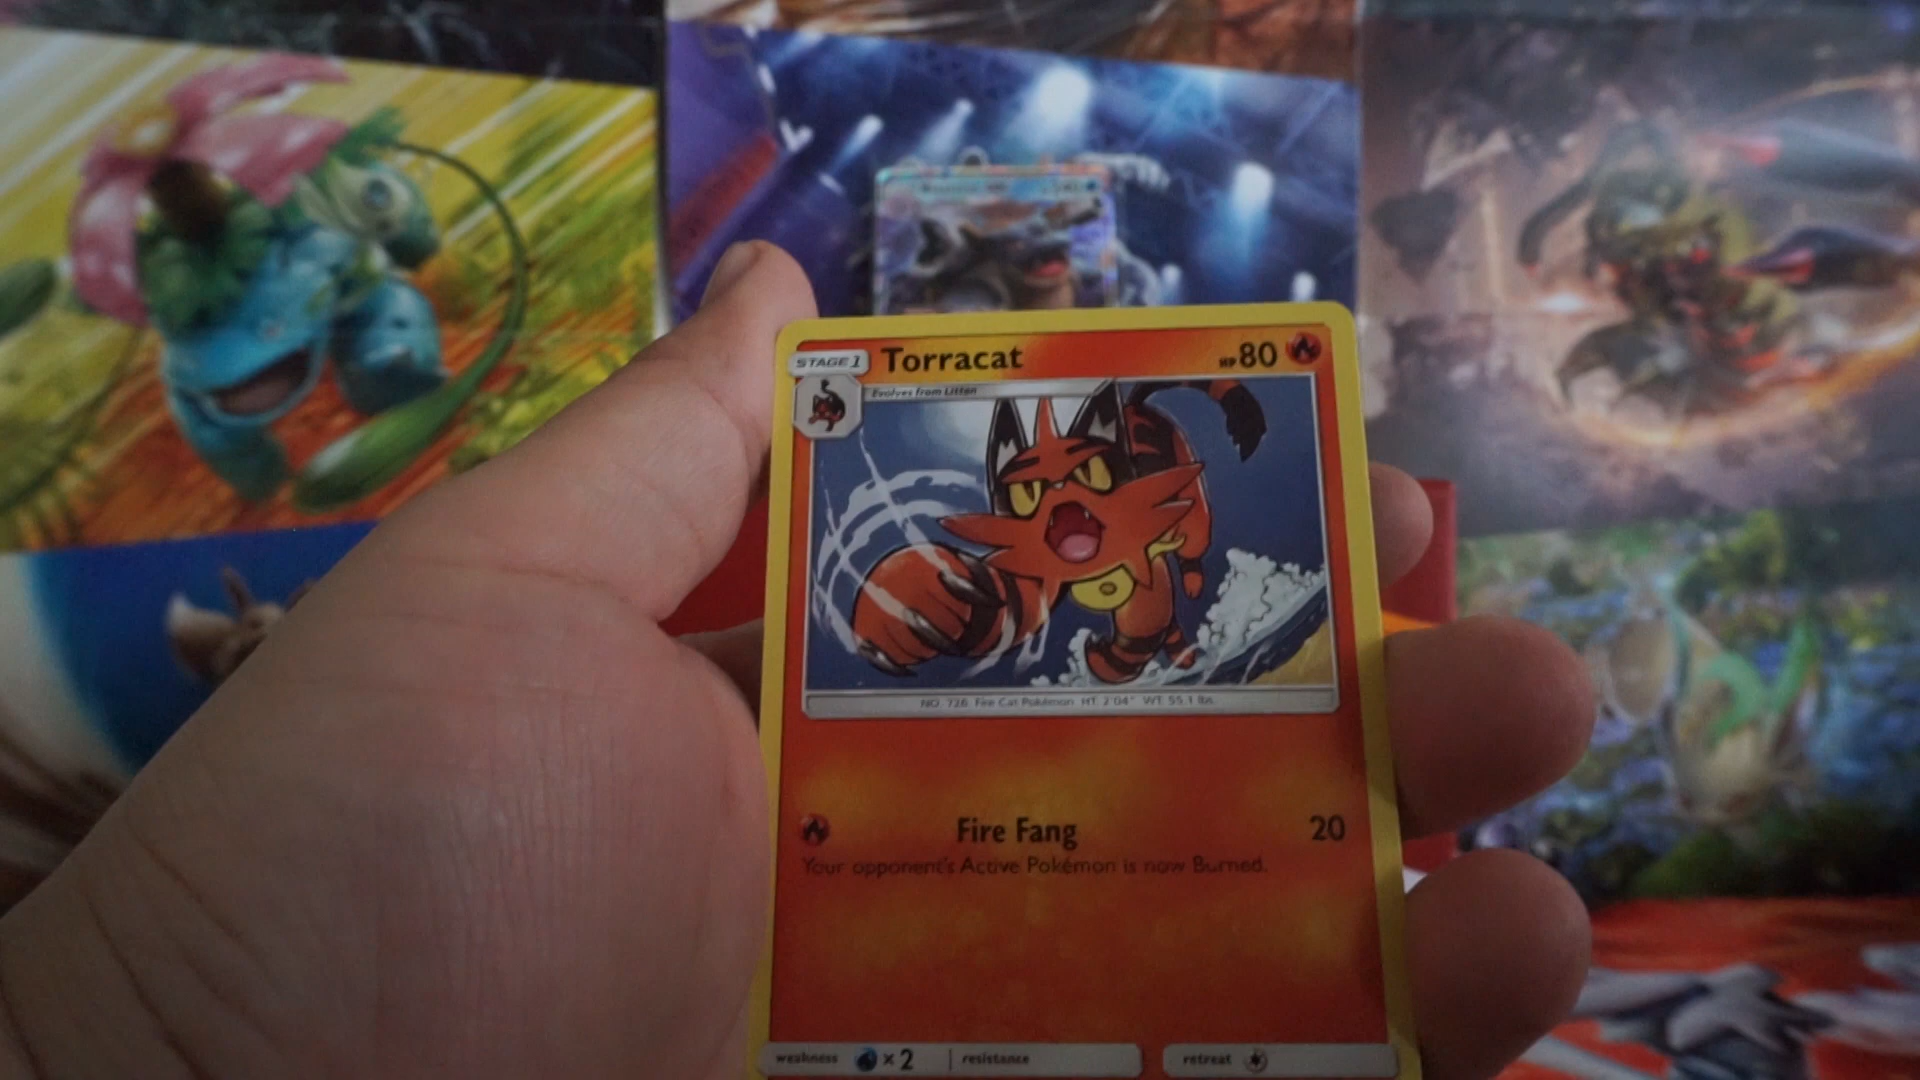 STAGE 1 Torracat HP 80
Evolves from Litten
NO. 726 Fire Cat Pokémon HT: 2'04" WT: 55.1 lbs.
Fire Fang 20
Your opponent's Active Pokémon is now Burned.
weakness ×2 resistance retreat